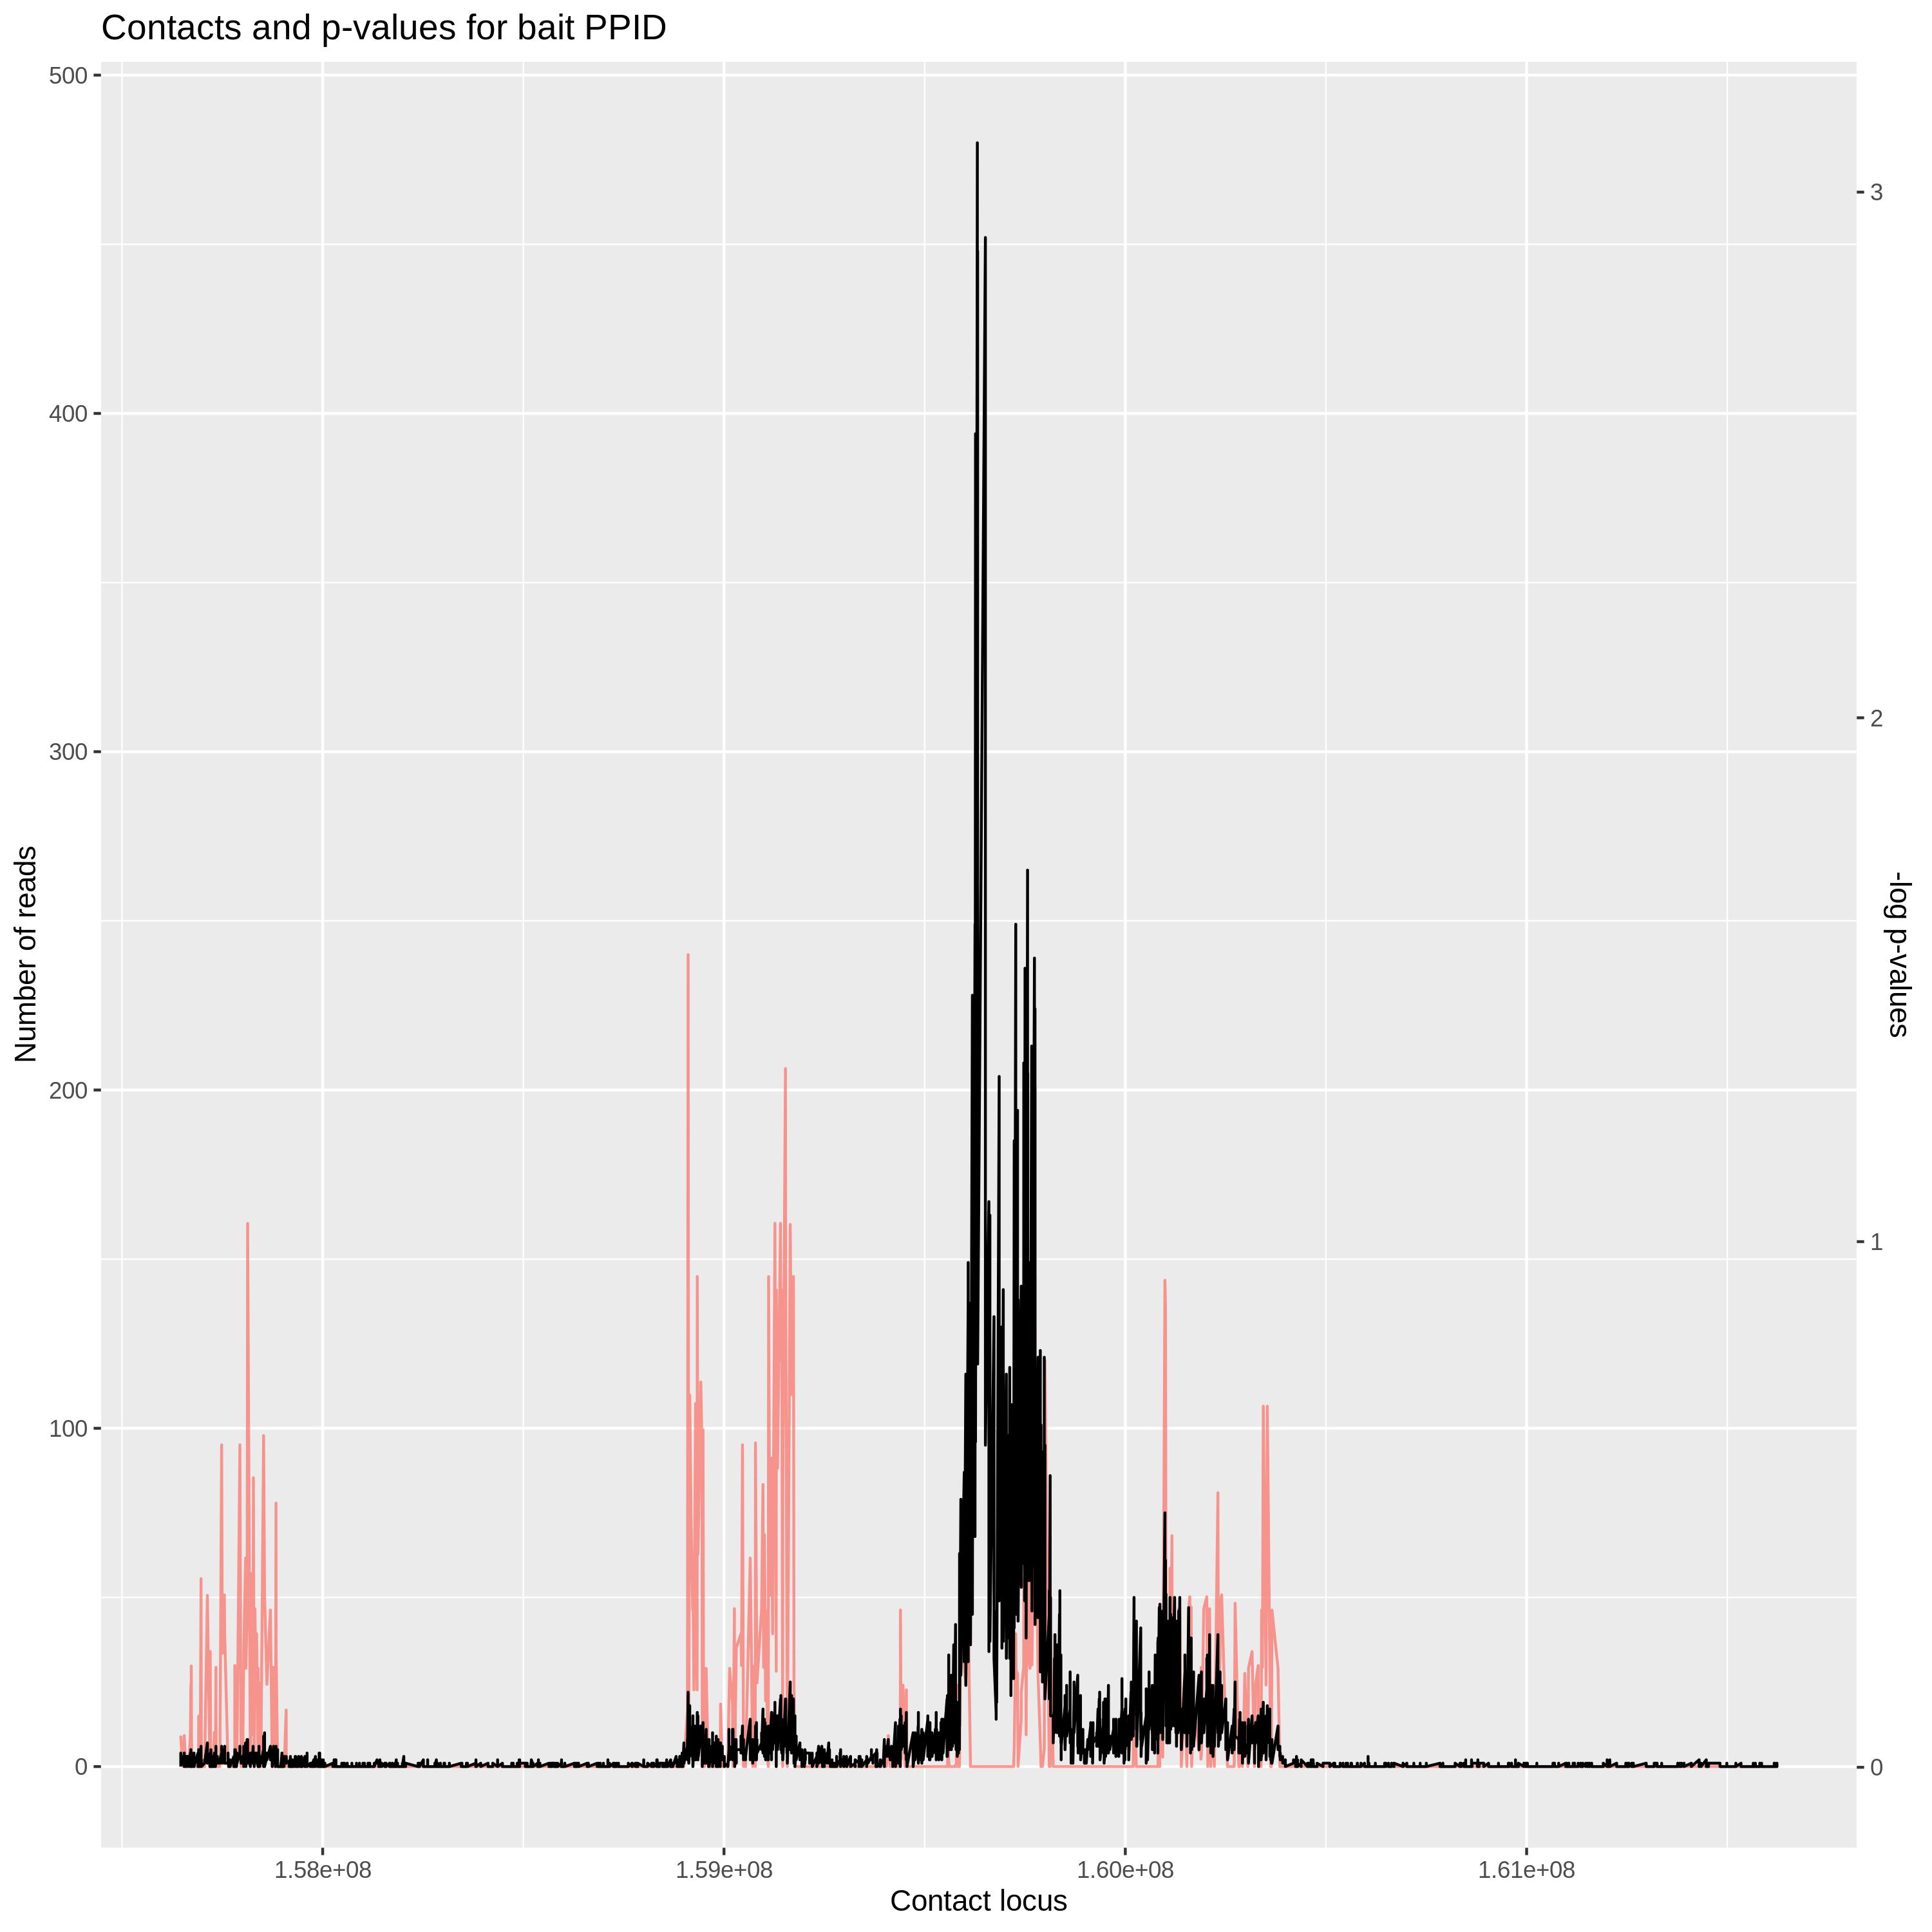 Contacts and p-values for bait PPID
500
400
300
200
100
0
Number of reads
3
2
1
0
-log p-values
1.58e+08
1.59e+08
1.60e+08
1.61e+08
Contact locus